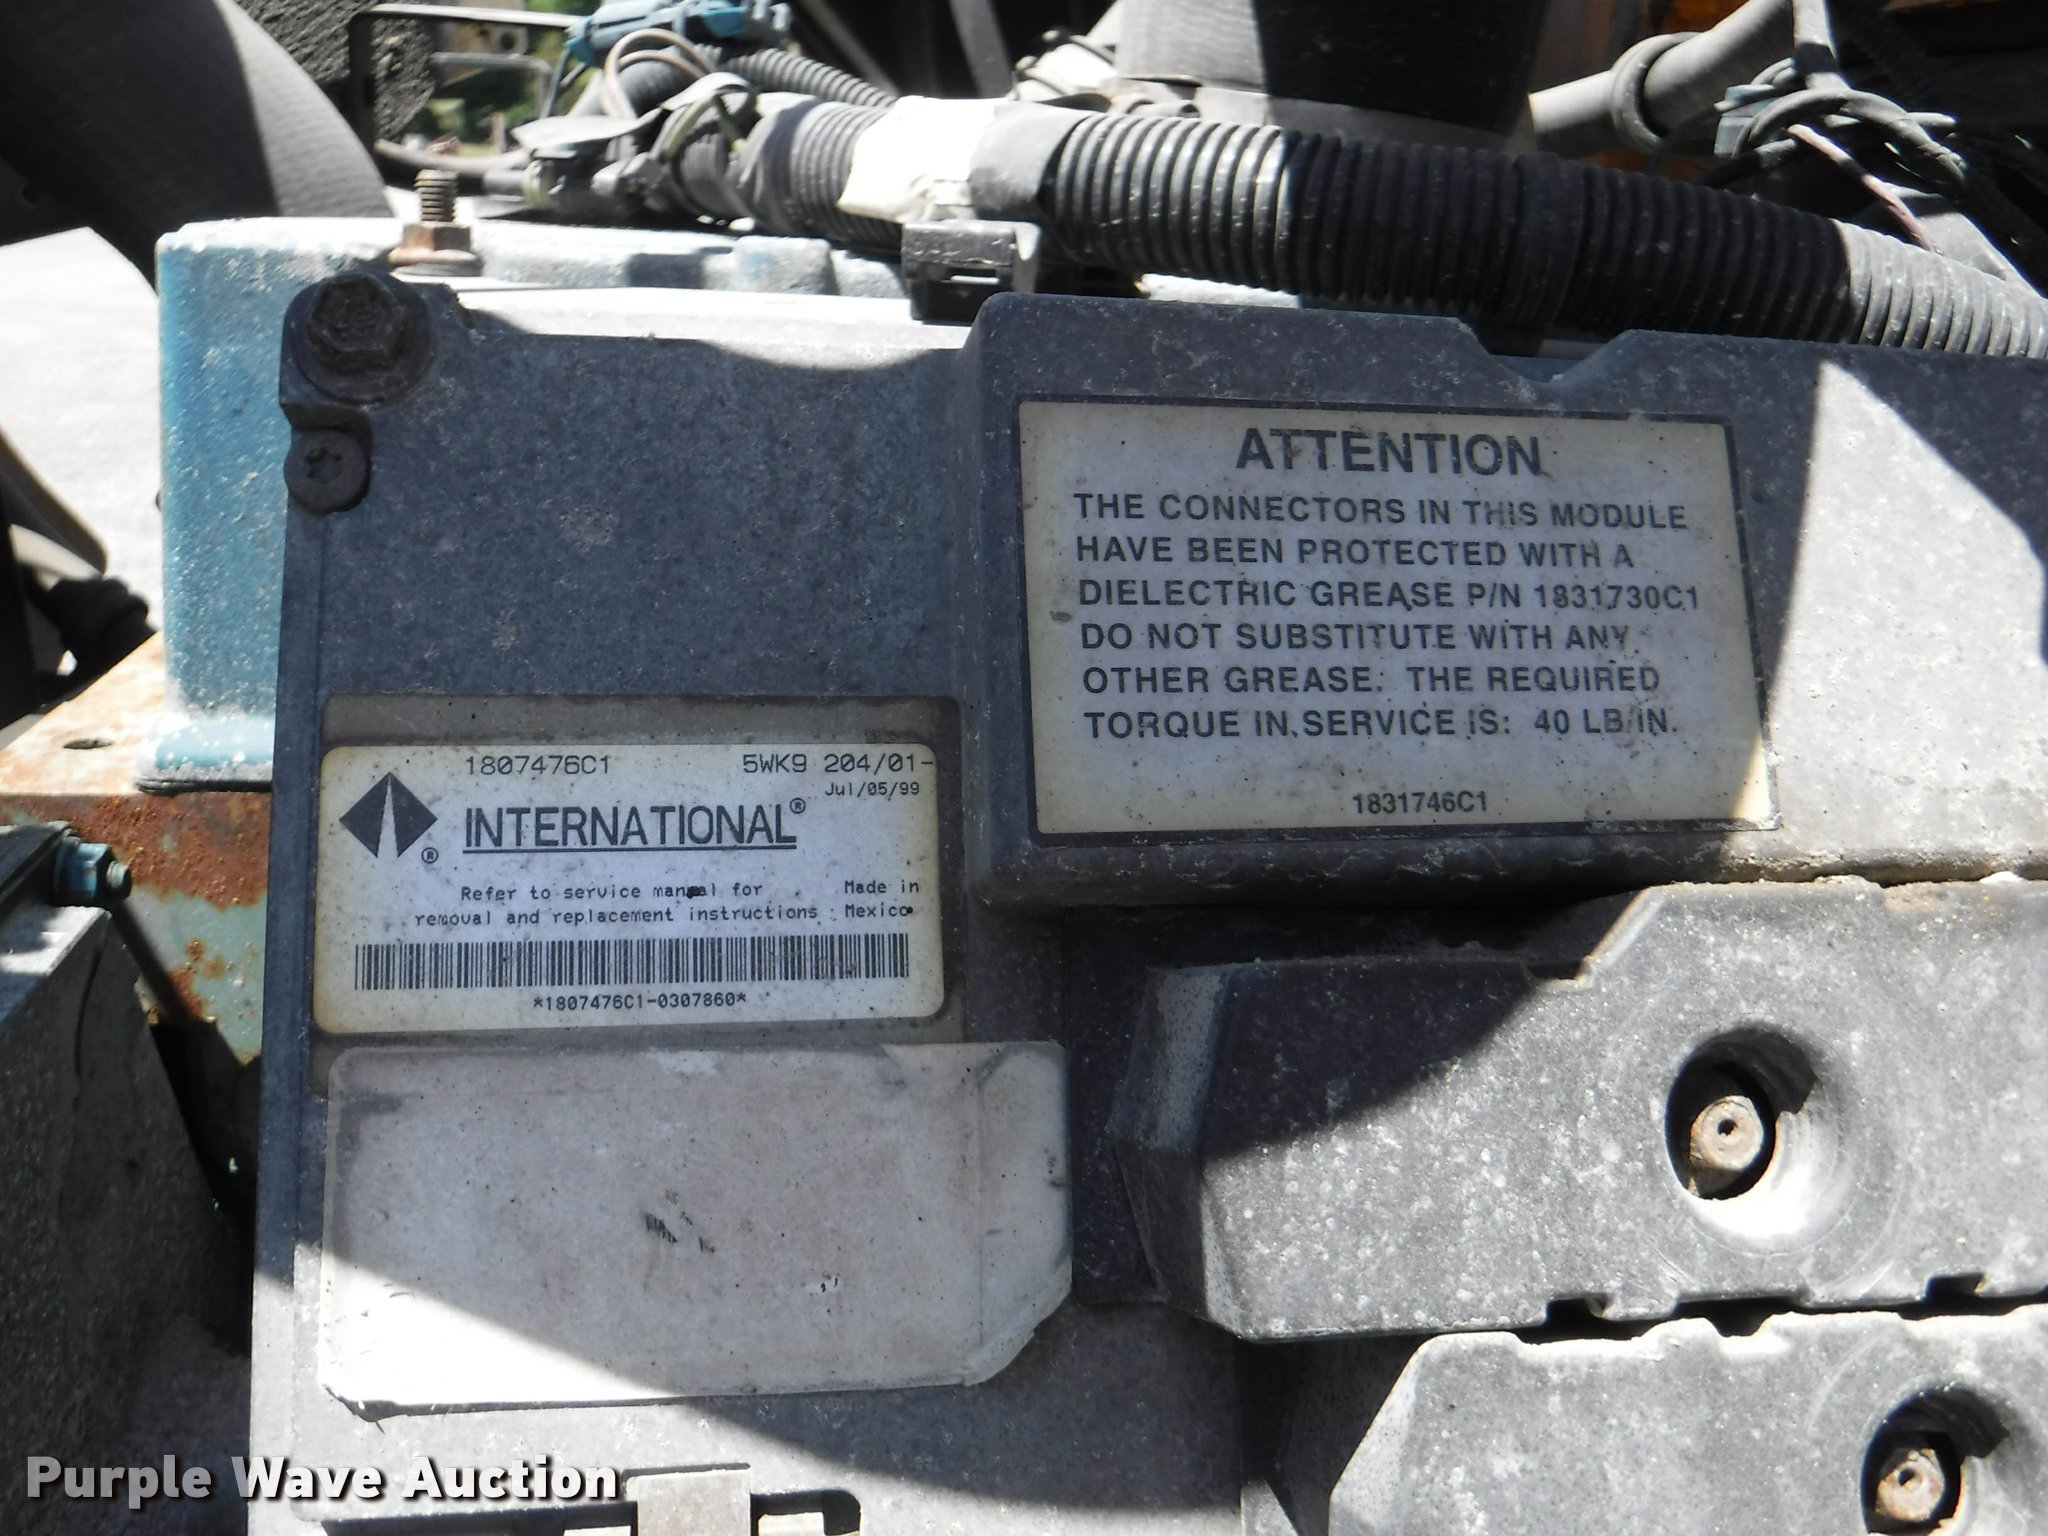 ATTENTION
THE CONNECTORS IN THIS MODULE
HAVE BEEN PROTECTED WITH A
DIELECTRIC GREASE P/N 1831730C1
DO NOT SUBSTITUTE WITH ANY
OTHER GREASE. THE REQUIRED
TORQUE IN SERVICE IS: 40 LB/IN.
1831746C1
1807476C1 5WK9 204/01-
Jul/05/99
INTERNATIONAL®
®
Refer to service manual for Made in
removal and replacement instructions Mexico
*1807476C1-0307860*
Purple Wave Auction